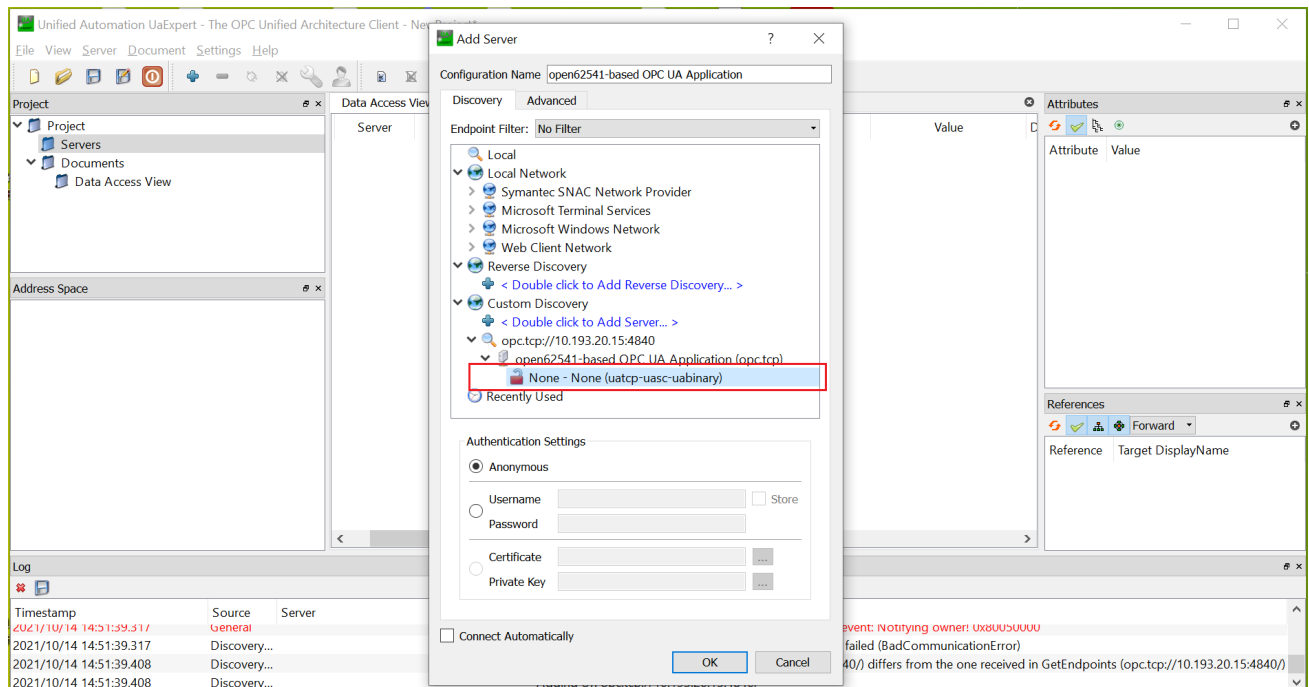 Unified Automation UaExpert - The OPC Unified Architecture Client - New Project*
File View Server Document Settings Help
Project
Project
Servers
Documents
Data Access View
Address Space
Data Access View
Server
Value
Add Server
?
Configuration Name open62541-based OPC UA Application
Discovery Advanced
Endpoint Filter: No Filter
Local
Local Network
Symantec SNAC Network Provider
Microsoft Terminal Services
Microsoft Windows Network
Web Client Network
Reverse Discovery
< Double click to Add Reverse Discovery... >
Custom Discovery
< Double click to Add Server... >
opc.tcp://10.193.20.15:4840
open62541-based OPC UA Application (opc.tcp)
None - None (uatcp-uasc-uabinary)
Recently Used
Authentication Settings
Anonymous
Username
Store
Password
Certificate
...
Private Key
...
Connect Automatically
OK Cancel
Attributes
Attribute Value
References
Forward
Reference Target DisplayName
Log
Timestamp Source Server
2021/10/14 14:51:39.317 General event: Notifying owner! 0x80050000
2021/10/14 14:51:39.317 Discovery... failed (BadCommunicationError)
2021/10/14 14:51:39.408 Discovery... 40/) differs from the one received in GetEndpoints (opc.tcp://10.193.20.15:4840/)
2021/10/14 14:51:39.408 Discovery...